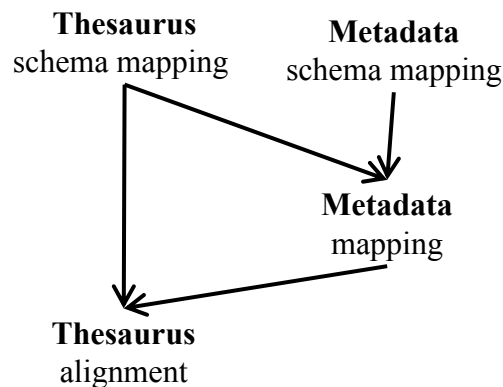 Thesaurus
schema mapping
Metadata
schema mapping
Metadata
mapping
Thesaurus
alignment